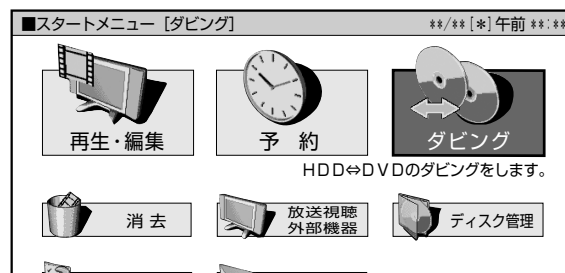 ■スタートメニュー［ダビング］ **/**[*]午前 **:**
再生・編集 予 約 ダビング
HDD⇔DVDのダビングをします。
消 去 放送視聴 外部機器 ディスク管理